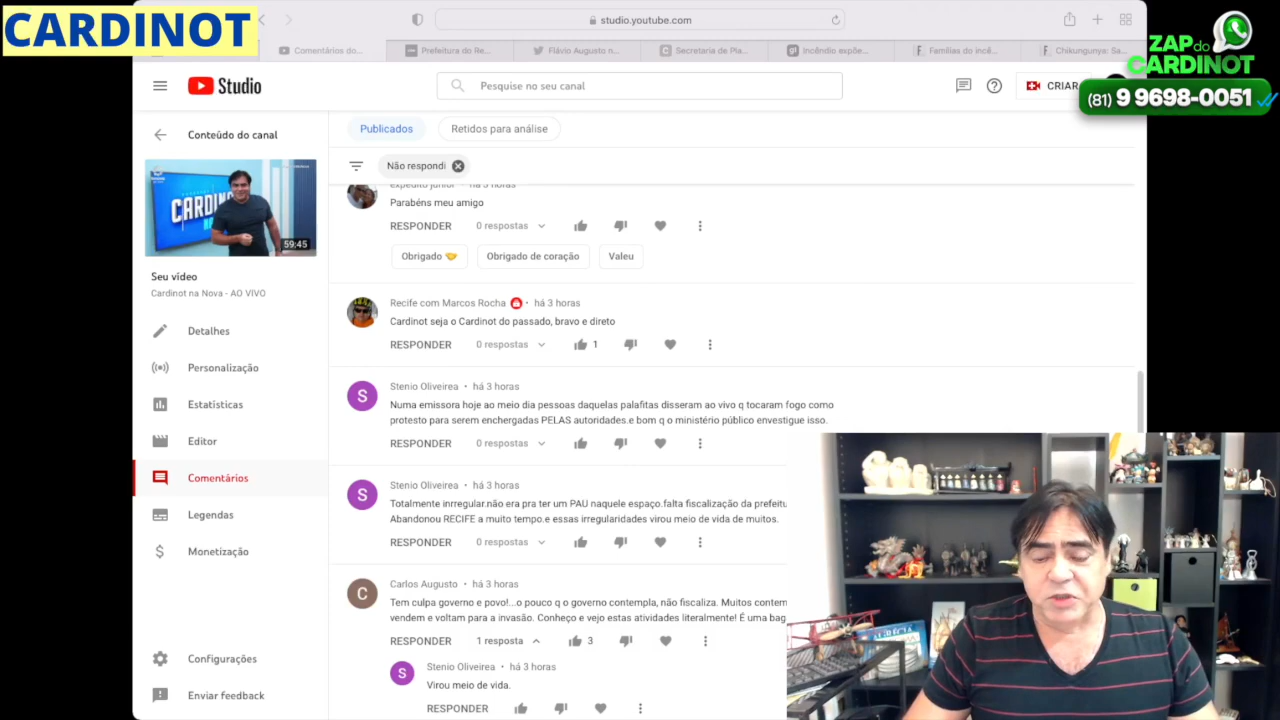 CARDINOT
studio.youtube.com
Comentários do...
Prefeitura do Re...
Flávio Augusto n...
Secretaria de Pla...
Incêndio expõe...
Famílias do incê...
Chikungunya: Sa...
ZAP do
CARDINOT
(81) 9 9698-0051
Studio
Pesquise no seu canal
CRIAR
Conteúdo do canal
CARDINOT
59:45
Seu vídeo
Cardinot na Nova - AO VIVO
Detalhes
Personalização
Estatísticas
Editor
Comentários
Legendas
Monetização
Configurações
Enviar feedback
Publicados
Retidos para análise
Não respondi
expedito junior • há 3 horas
Parabéns meu amigo
RESPONDER 0 respostas
Obrigado 🤝 Obrigado de coração Valeu
Recife com Marcos Rocha • há 3 horas
Cardinot seja o Cardinot do passado, bravo e direto
RESPONDER 0 respostas 1
S
Stenio Oliveirea • há 3 horas
Numa emissora hoje ao meio dia pessoas daquelas palafitas disseram ao vivo q tocaram fogo como
protesto para serem enchergadas PELAS autoridades.e bom q o ministério público envestigue isso.
RESPONDER 0 respostas
S
Stenio Oliveirea • há 3 horas
Totalmente inrregular.não era pra ter um PAU naquele espaço.falta fiscalização da prefeitu
Abandonou RECIFE a muito tempo.e essas irregularidades virou meio de vida de muitos.
RESPONDER 0 respostas
C
Carlos Augusto • há 3 horas
Tem culpa governo e povo!...o pouco q o governo contempla, não fiscaliza. Muitos contem
vendem e voltam para a invasão. Conheço e vejo estas atividades literalmente! É uma bag
RESPONDER 1 resposta 3
S
Stenio Oliveirea • há 3 horas
Virou meio de vida.
RESPONDER
GRÉCIA